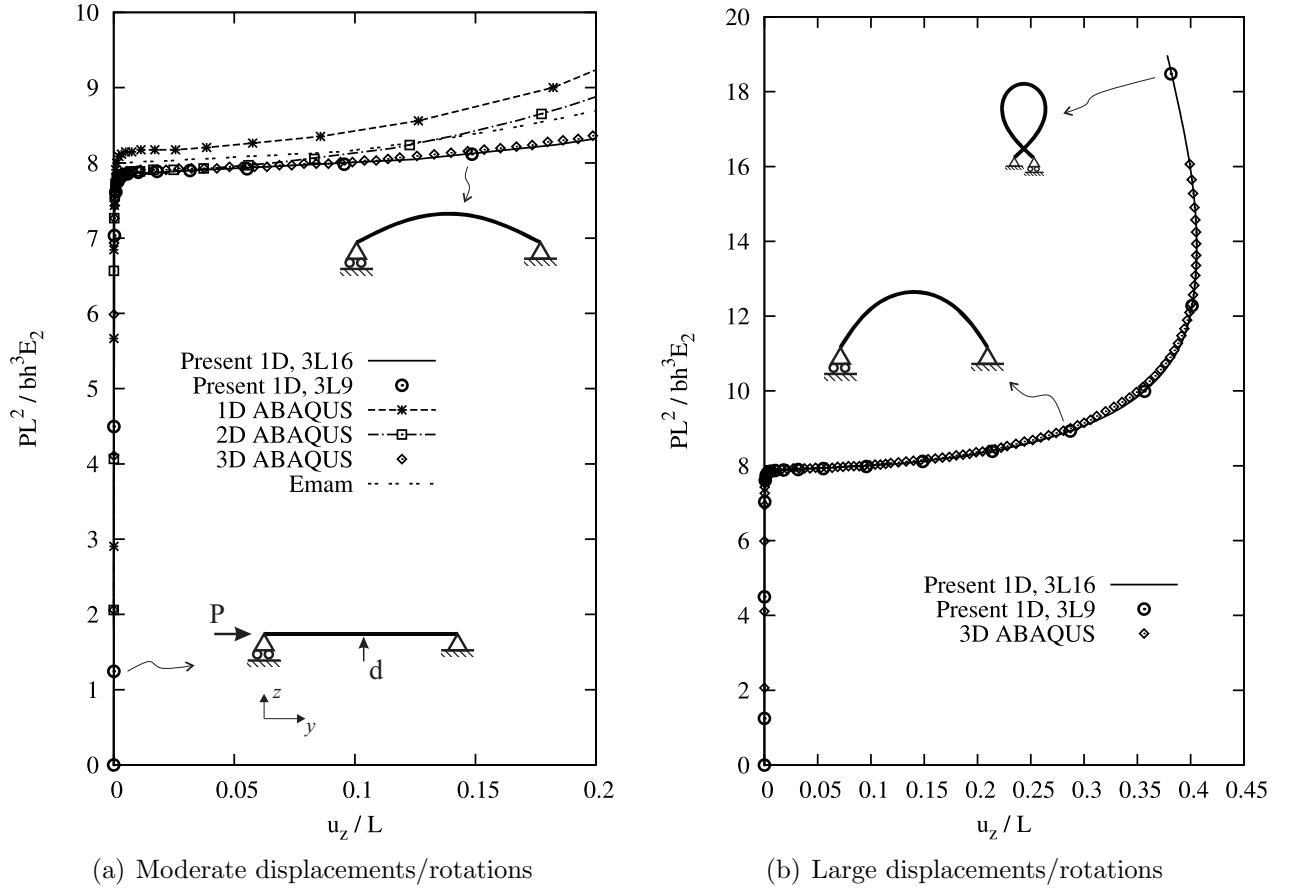 10
9
8
7
6
5
4
3
2
1
0
0 0.05 0.1 0.15 0.2
PL² / bh³E₂
u_z / L
Present 1D, 3L16
Present 1D, 3L9
1D ABAQUS
2D ABAQUS
3D ABAQUS
Emam
P
d
z
y
(a) Moderate displacements/rotations
20
18
16
14
12
10
8
6
4
2
0
0 0.05 0.1 0.15 0.2 0.25 0.3 0.35 0.4 0.45
PL² / bh³E₂
u_z / L
Present 1D, 3L16
Present 1D, 3L9
3D ABAQUS
(b) Large displacements/rotations